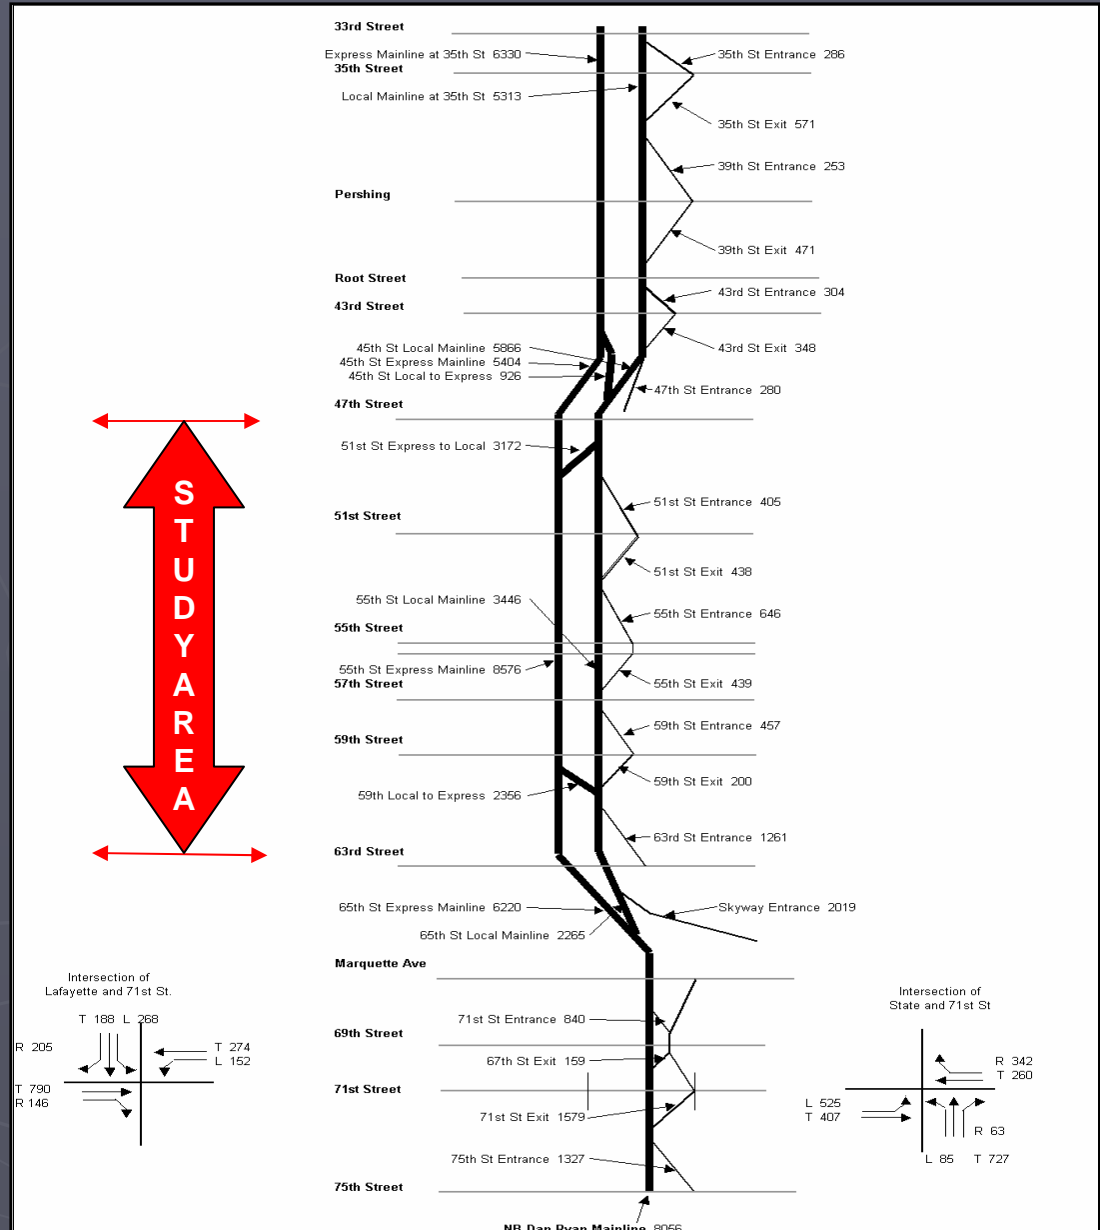 33rd Street
Express Mainline at 35th St 6330
35th St Entrance 286
35th Street
Local Mainline at 35th St 5313
35th St Exit 571
39th St Entrance 253
Pershing
39th St Exit 471
Root Street
43rd St Entrance 304
43rd Street
45th St Local Mainline 5866
43rd St Exit 348
45th St Express Mainline 5404
45th St Local to Express 926
47th St Entrance 280
47th Street
51st St Express to Local 3172
51st St Entrance 405
51st Street
51st St Exit 438
55th St Local Mainline 3446
55th St Entrance 646
55th Street
55th St Express Mainline 8576
55th St Exit 439
57th Street
59th St Entrance 457
59th Street
59th St Exit 200
59th Local to Express 2356
63rd St Entrance 1261
63rd Street
65th St Express Mainline 6220
Skyway Entrance 2019
65th St Local Mainline 2265
Marquette Ave
71st St Entrance 840
69th Street
67th St Exit 159
71st Street
71st St Exit 1579
75th St Entrance 1327
75th Street
NB Dan Ryan Mainline 8056
STUDY AREA
Intersection of
Lafayette and 71st St.
T 188 L 268
R 205
T 274
L 152
T 790
R 146
Intersection of
State and 71st St
R 342
T 260
L 525
T 407
R 63
L 85 T 727